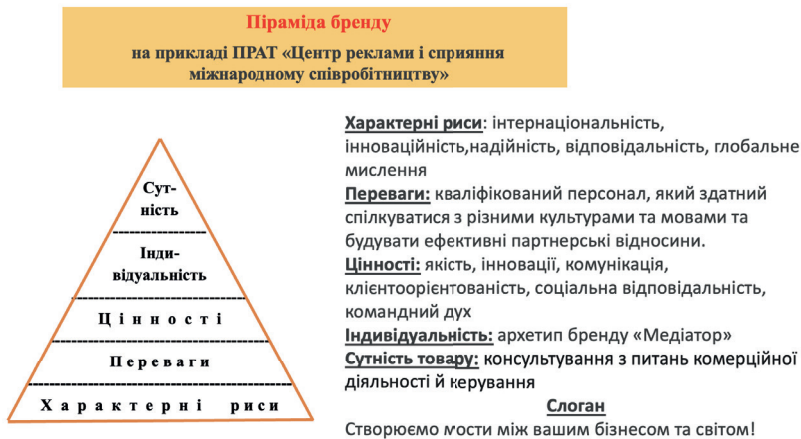 Піраміда бренду
на прикладі ПРАТ «Центр реклами і сприяння
міжнародному співробітництву»
Сут-
ність
Інди-
відуальність
Цінності
Переваги
Характерні риси
Характерні риси: інтернаціональність,
інноваційність,надійність, відповідальність, глобальне
мислення
Переваги: кваліфікований персонал, який здатний
спілкуватися з різними культурами та мовами та
будувати ефективні партнерські відносини.
Цінності: якість, інновації, комунікація,
клієнтоорієнтованість, соціальна відповідальність,
командний дух
Індивідуальність: архетип бренду «Медіатор»
Сутність товару: консультування з питань комерційної
діяльності й керування
Слоган
Створюємо мости між вашим бізнесом та світом!